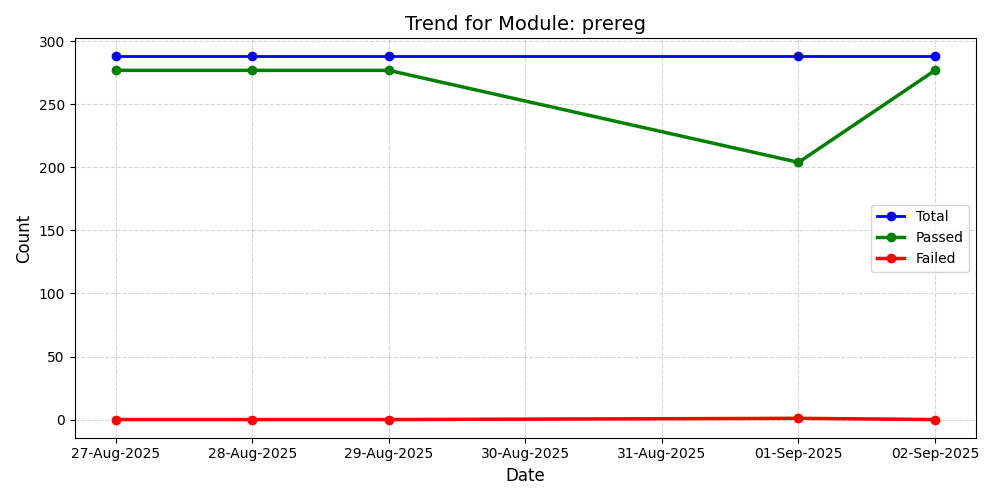 Trend for Module: prereg
300
250
200
150
100
50
0
Count
27-Aug-2025 28-Aug-2025 29-Aug-2025 30-Aug-2025 31-Aug-2025 01-Sep-2025 02-Sep-2025
Date
Total
Passed
Failed